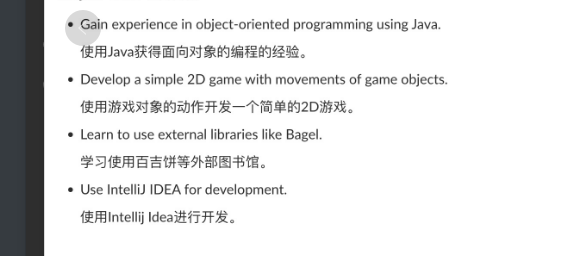 Gain experience in object-oriented programming using Java.
使用Java获得面向对象的编程的经验。
Develop a simple 2D game with movements of game objects.
使用游戏对象的动作开发一个简单的2D游戏。
Learn to use external libraries like Bagel.
学习使用百吉饼等外部图书馆。
Use IntelliJ IDEA for development.
使用Intellij Idea进行开发。